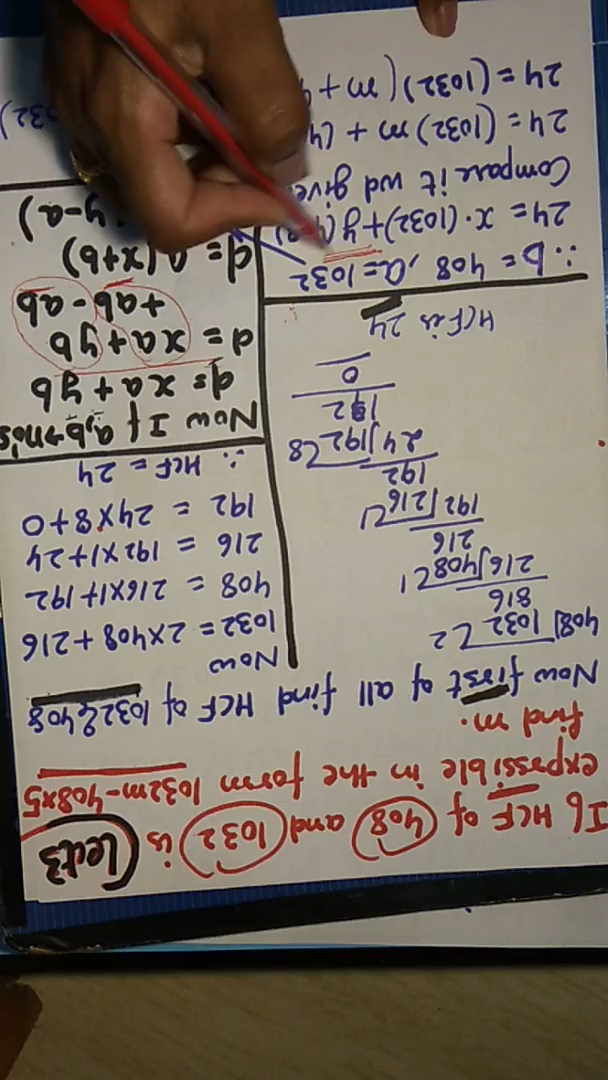 If HCF of 408 and 1032 is Lect3
expressible in the form 1032m-408x5
find m.
Now first of all find HCF of 1032&408
408) 1032 (2
816
216) 408 (1
216
192) 216 (1
192
24) 192 (8
192
0
HCF is 24
Now
1032 = 2x408+216
408 = 216x1+192
216 = 192x1+24
192 = 24x8+0
∴ HCF = 24
Now If a,b→no's
d= xa+yb
d = xa+yb
+ab-ab
d= a(x+b)
y-a)
∴ b = 408, a=1032
24 = x.(1032)+y(
Compare it wd give
24 = (1032) m + (
24 = (1032)(m+